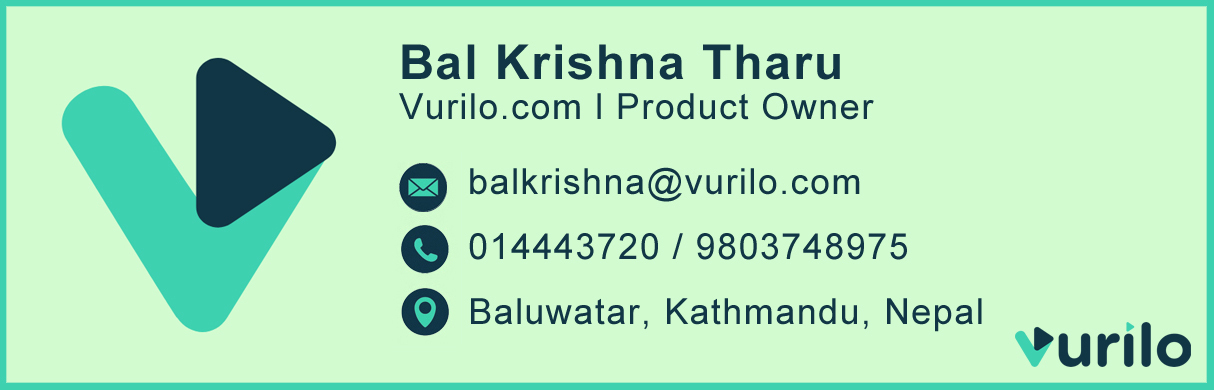 Bal Krishna Tharu
Vurilo.com I Product Owner
balkrishna@vurilo.com
014443720 / 9803748975
Baluwatar, Kathmandu, Nepal
vurilo